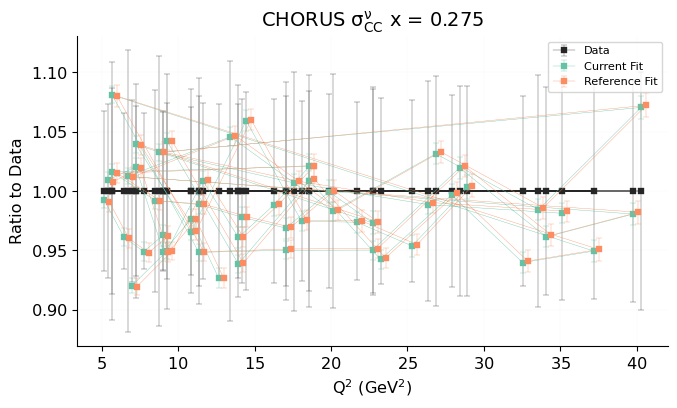 CHORUS σᵛCC x = 0.275
Data
Current Fit
Reference Fit
Ratio to Data
1.10
1.05
1.00
0.95
0.90
5 10 15 20 25 30 35 40
Q² (GeV²)